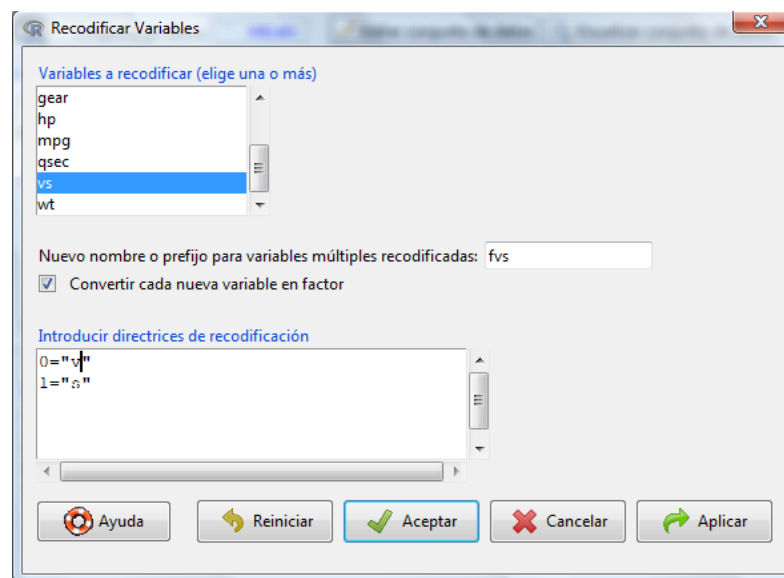 Recodificar Variables
Variables a recodificar (elige una o más)
gear
hp
mpg
qsec
vs
wt
Nuevo nombre o prefijo para variables múltiples recodificadas: fvs
Convertir cada nueva variable en factor
Introducir directrices de recodificación
0="v"
1="s"
Ayuda
Reiniciar
Aceptar
Cancelar
Aplicar